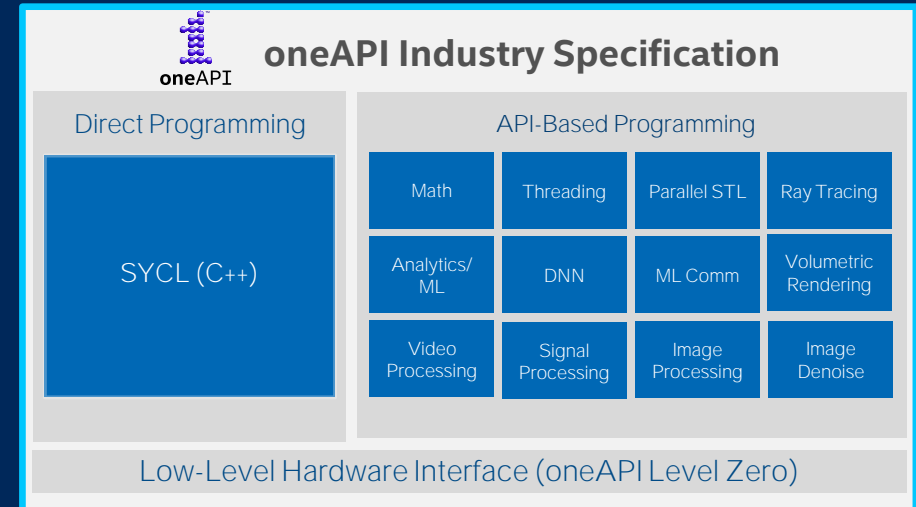 oneAPI
oneAPI Industry Specification
Direct Programming
SYCL (C++)
API-Based Programming
Math
Threading
Parallel STL
Ray Tracing
Analytics/
ML
DNN
ML Comm
Volumetric
Rendering
Video
Processing
Signal
Processing
Image
Processing
Image
Denoise
Low-Level Hardware Interface (oneAPI Level Zero)